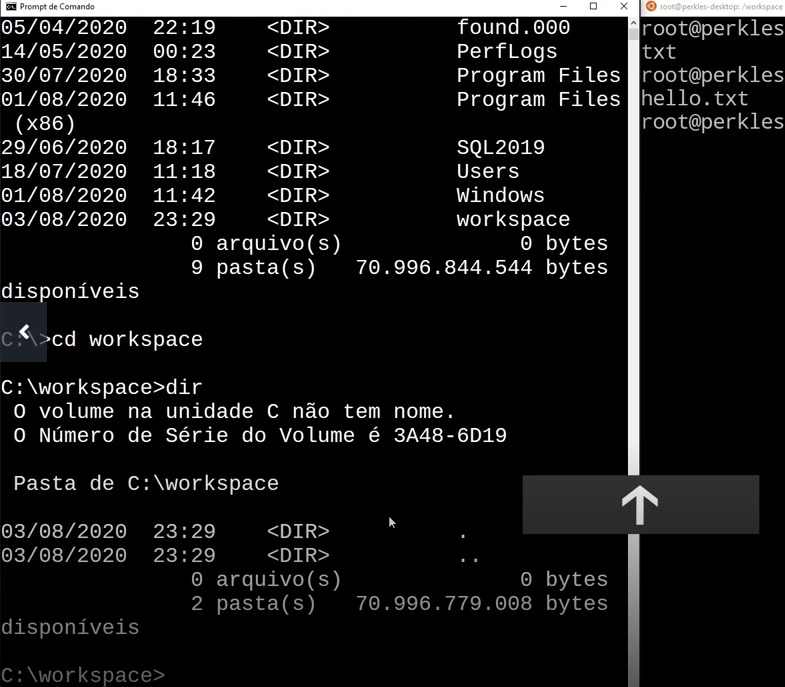 Prompt de Comando
05/04/2020  22:19    <DIR>          found.000
14/05/2020  00:23    <DIR>          PerfLogs
30/07/2020  18:33    <DIR>          Program Files
01/08/2020  11:46    <DIR>          Program Files
 (x86)
29/06/2020  18:17    <DIR>          SQL2019
18/07/2020  11:18    <DIR>          Users
01/08/2020  11:42    <DIR>          Windows
03/08/2020  23:29    <DIR>          workspace
               0 arquivo(s)              0 bytes
               9 pasta(s)   70.996.844.544 bytes
disponíveis
C:\>cd workspace
C:\workspace>dir
 O volume na unidade C não tem nome.
 O Número de Série do Volume é 3A48-6D19
 Pasta de C:\workspace
03/08/2020  23:29    <DIR>          .
03/08/2020  23:29    <DIR>          ..
               0 arquivo(s)              0 bytes
               2 pasta(s)   70.996.779.008 bytes
disponíveis
C:\workspace>
root@perkles-desktop: /workspace
root@perkles
txt
root@perkles
hello.txt
root@perkles